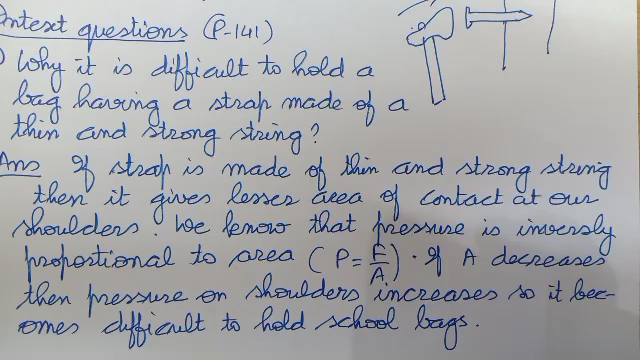 Intext questions (P-141)
) Why it is difficult to hold a
bag having a strap made of a
thin and strong string?
Ans If strap is made of thin and strong string
then it gives lesser area of contact at our
shoulders. We know that pressure is inversly
proportional to area (P=F/A). If A decreases
then pressure on shoulders increases so it bec-
omes difficult to hold school bags.